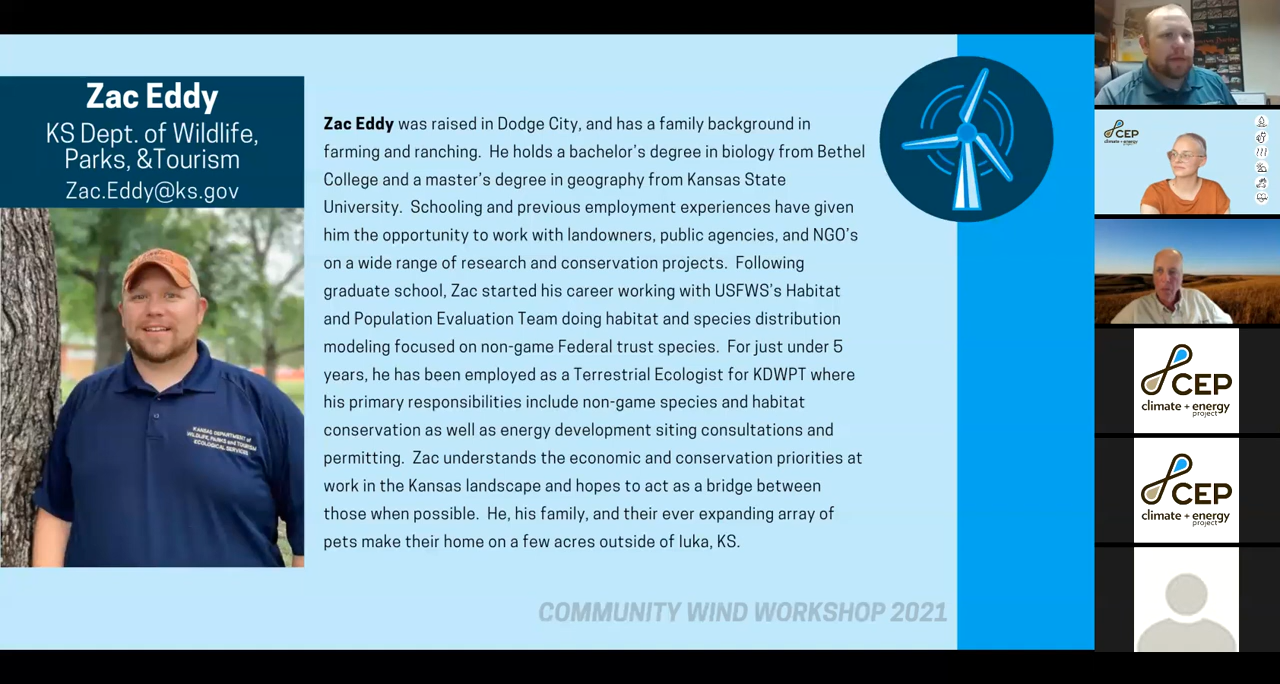 Zac Eddy
KS Dept. of Wildlife,
Parks, &Tourism
Zac.Eddy@ks.gov
KANSAS DEPARTMENT of
WILDLIFE, PARKS and TOURISM
ECOLOGICAL SERVICES
Zac Eddy was raised in Dodge City, and has a family background in
farming and ranching. He holds a bachelor's degree in biology from Bethel
College and a master's degree in geography from Kansas State
University. Schooling and previous employment experiences have given
him the opportunity to work with landowners, public agencies, and NGO's
on a wide range of research and conservation projects. Following
graduate school, Zac started his career working with USFWS's Habitat
and Population Evaluation Team doing habitat and species distribution
modeling focused on non-game Federal trust species. For just under 5
years, he has been employed as a Terrestrial Ecologist for KDWPT where
his primary responsibilities include non-game species and habitat
conservation as well as energy development siting consultations and
permitting. Zac understands the economic and conservation priorities at
work in the Kansas landscape and hopes to act as a bridge between
those when possible. He, his family, and their ever expanding array of
pets make their home on a few acres outside of Iuka, KS.
COMMUNITY WIND WORKSHOP 2021
CEP
climate + energy
project
CEP
climate + energy
project
CEP
climate + energy
project